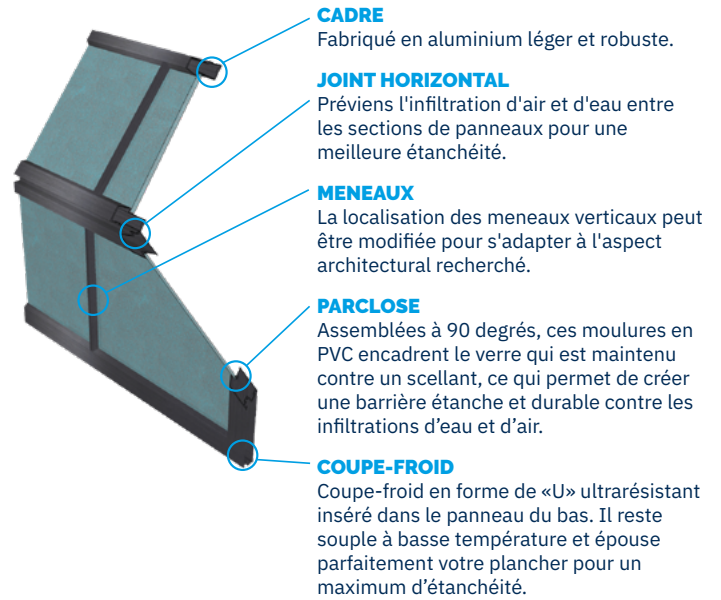 CADRE
Fabriqué en aluminium léger et robuste.
JOINT HORIZONTAL
Préviens l'infiltration d'air et d'eau entre
les sections de panneaux pour une
meilleure étanchéité.
MENEAUX
La localisation des meneaux verticaux peut
être modifiée pour s'adapter à l'aspect
architectural recherché.
PARCLOSE
Assemblées à 90 degrés, ces moulures en
PVC encadrent le verre qui est maintenu
contre un scellant, ce qui permet de créer
une barrière étanche et durable contre les
infiltrations d’eau et d’air.
COUPE-FROID
Coupe-froid en forme de «U» ultrarésistant
inséré dans le panneau du bas. Il reste
souple à basse température et épouse
parfaitement votre plancher pour un
maximum d’étanchéité.